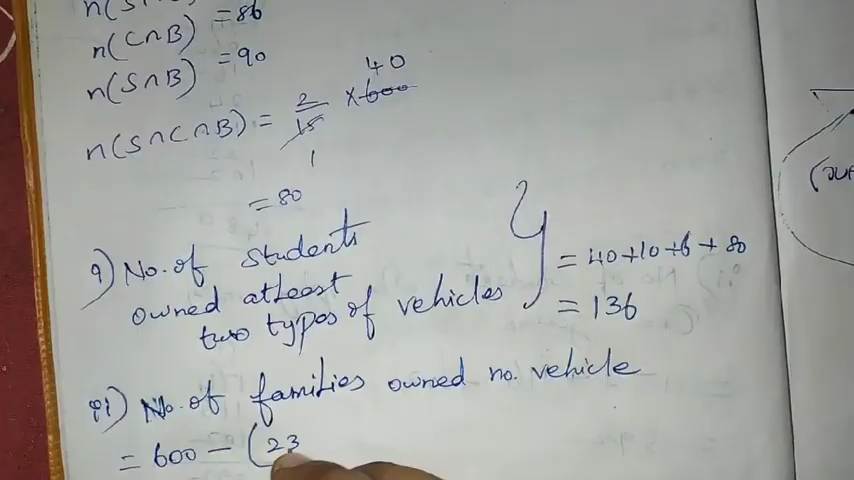 n(C∩B) = 86
n(S∩B) = 90
n(S∩C∩B) = 2/15 × 600
40
1
= 80
i) No. of students
owned atleast
two types of vehicles } = 40+10+6+80
= 136
ii) No. of families owned no. vehicle
= 600 - (23